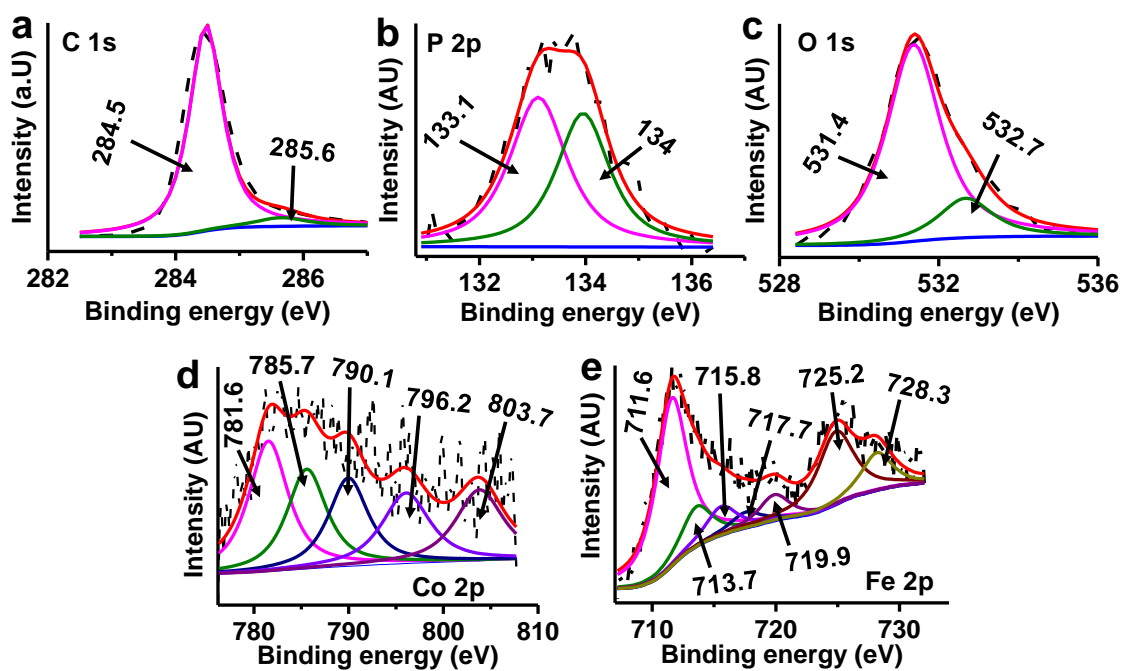 a
C 1s
Intensity (a.U)
284.5
285.6
282
284
286
Binding energy (eV)
b
P 2p
Intensity (AU)
133.1
134
132
134
136
Binding energy (eV)
c
O 1s
Intensity (AU)
531.4
532.7
528
532
536
Binding energy (eV)
d
Intensity (AU)
781.6
785.7
790.1
796.2
803.7
Co 2p
780
790
800
810
Binding energy (eV)
e
Intensity (AU)
711.6
715.8
717.7
725.2
728.3
713.7
719.9
Fe 2p
710
720
730
Binding energy (eV)